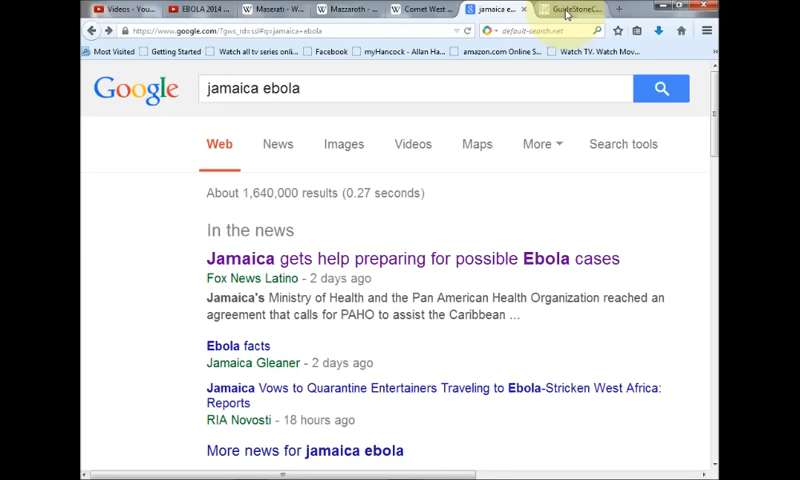 Videos - You...
EBOLA 2014 ...
Maserati - W...
Mazzaroth - ...
Comet West ...
jamaica e...
GuideStoneC...
https://www.google.com/?gws_rd=ssl#q=jamaica+ebola
default-search.net
Most Visited
Getting Started
Watch all tv series onli...
Facebook
myHancock - Allan Ha...
amazon.com Online S...
Watch TV. Watch Mov...
Google
jamaica ebola
Web News Images Videos Maps More Search tools
About 1,640,000 results (0.27 seconds)
In the news
Jamaica gets help preparing for possible Ebola cases
Fox News Latino - 2 days ago
Jamaica's Ministry of Health and the Pan American Health Organization reached an
agreement that calls for PAHO to assist the Caribbean ...
Ebola facts
Jamaica Gleaner - 2 days ago
Jamaica Vows to Quarantine Entertainers Traveling to Ebola-Stricken West Africa:
Reports
RIA Novosti - 18 hours ago
More news for jamaica ebola